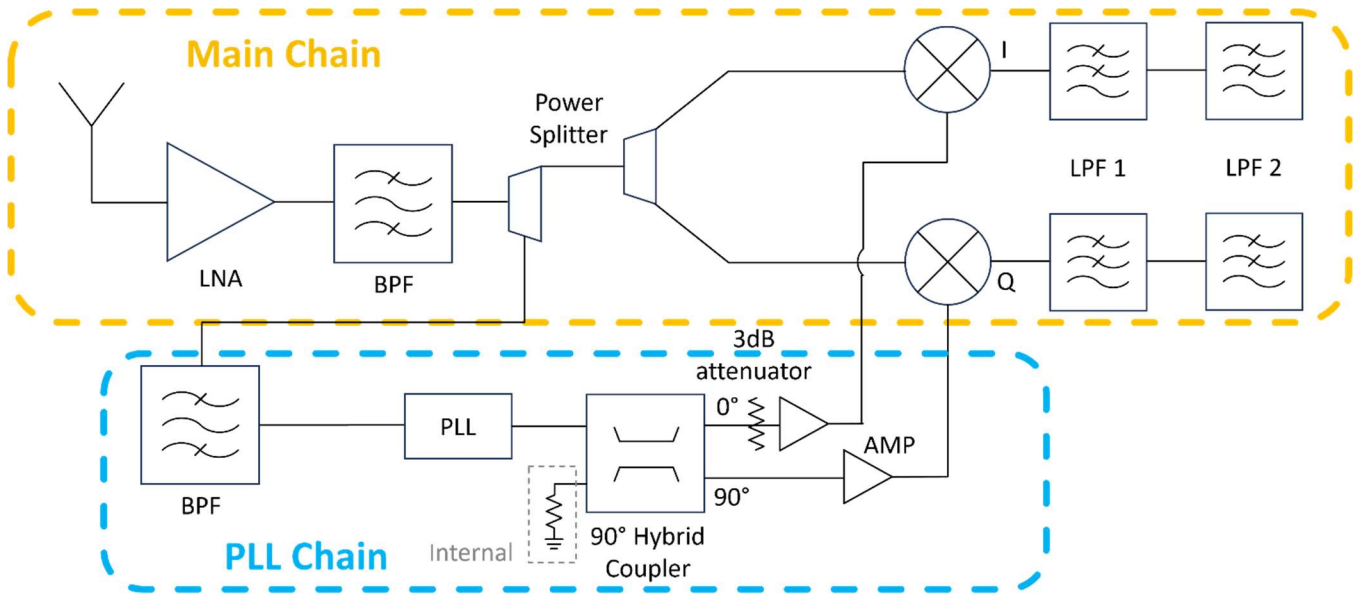 Main Chain
Power
Splitter
I
LPF 1
LPF 2
LNA
BPF
Q
3dB
attenuator
0°
PLL
AMP
90°
BPF
Internal
90° Hybrid
Coupler
PLL Chain